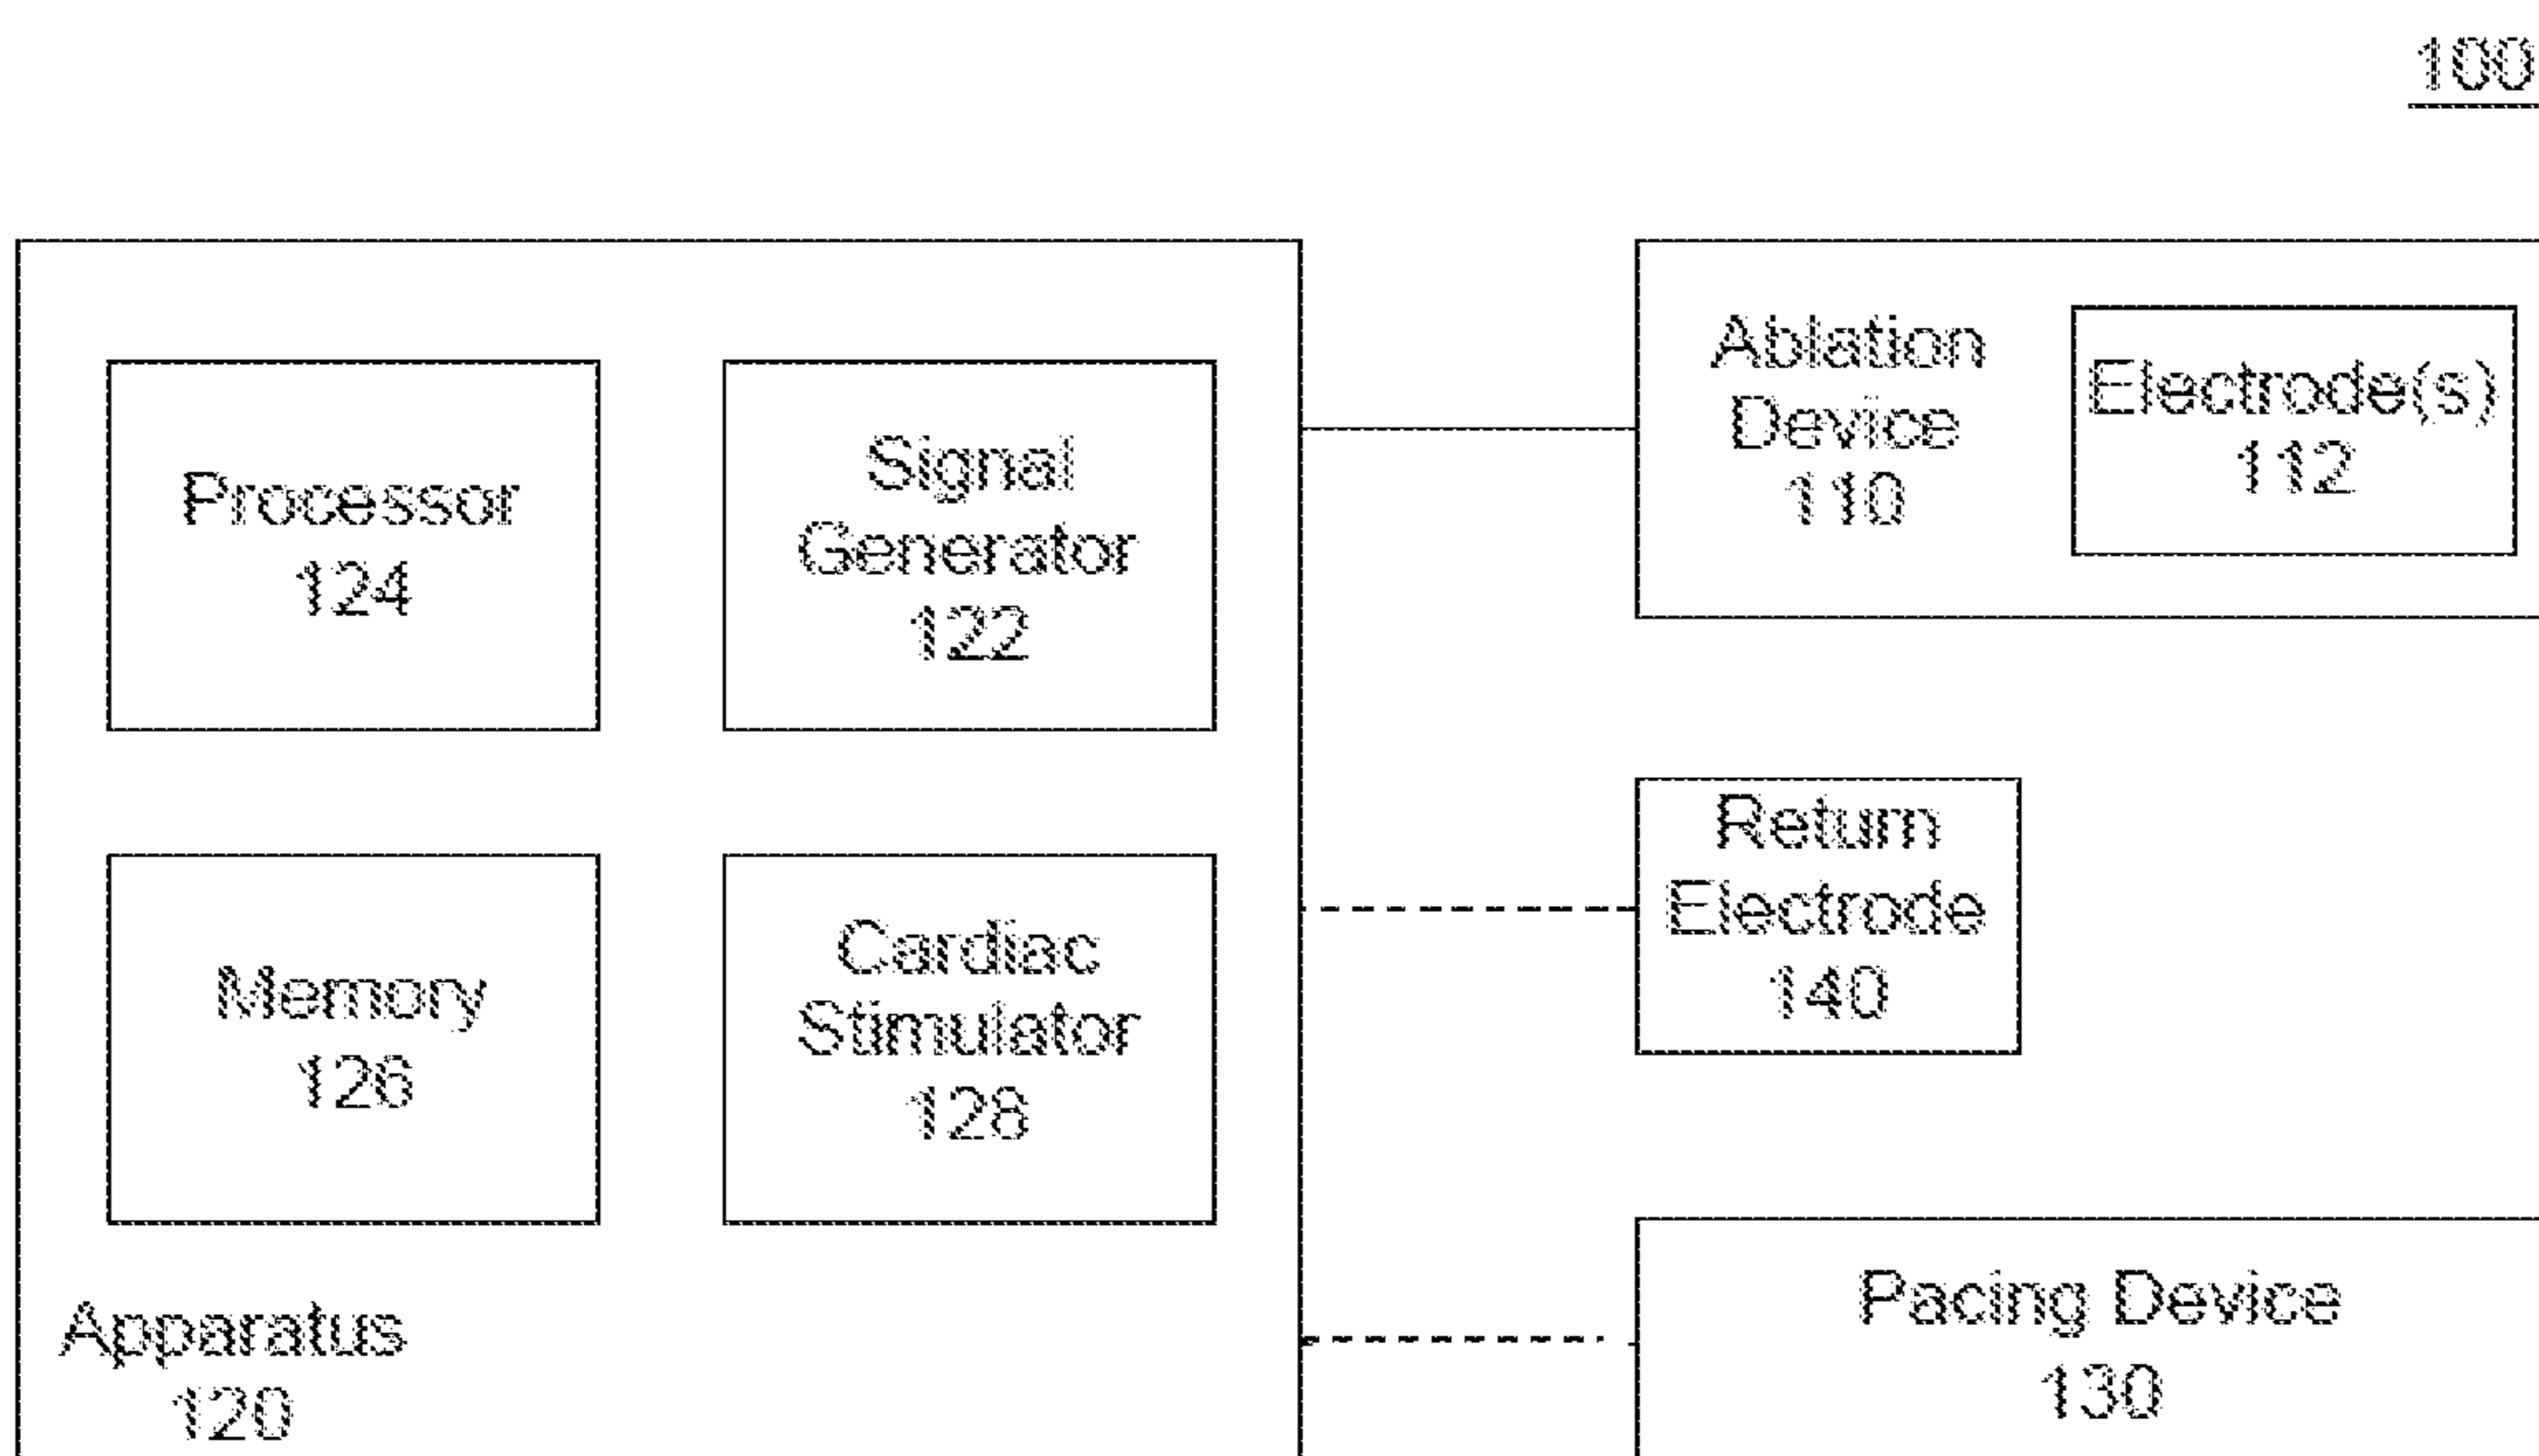 100
Processor
124
Signal
Generator
122
Memory
126
Cardiac
Stimulator
128
Apparatus
120
Ablation
Device
110
Electrode(s)
112
Return
Electrode
140
Pacing Device
130